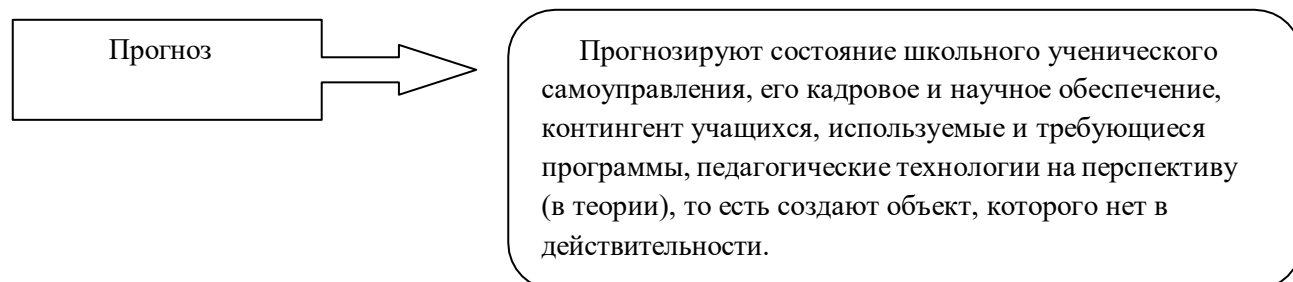 Прогноз
Прогнозируют состояние школьного ученического
самоуправления, его кадровое и научное обеспечение,
контингент учащихся, используемые и требующиеся
программы, педагогические технологии на перспективу
(в теории), то есть создают объект, которого нет в
действительности.